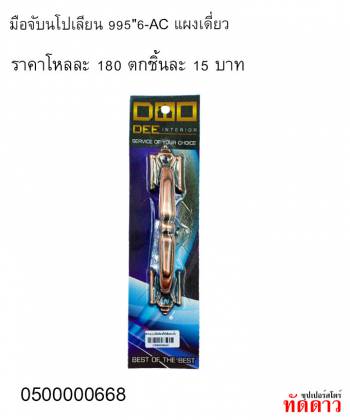 มือจับนโปเลียน 995"6-AC แผงเดี่ยว
ราคาโหลละ 180 ตกชิ้นละ 15 บาท
DEE INTERIOR
SERVICE OF YOUR CHOICE
BEST OF THE BEST
0500000668
ซุปเปอร์สโตร์
ทัดดาว